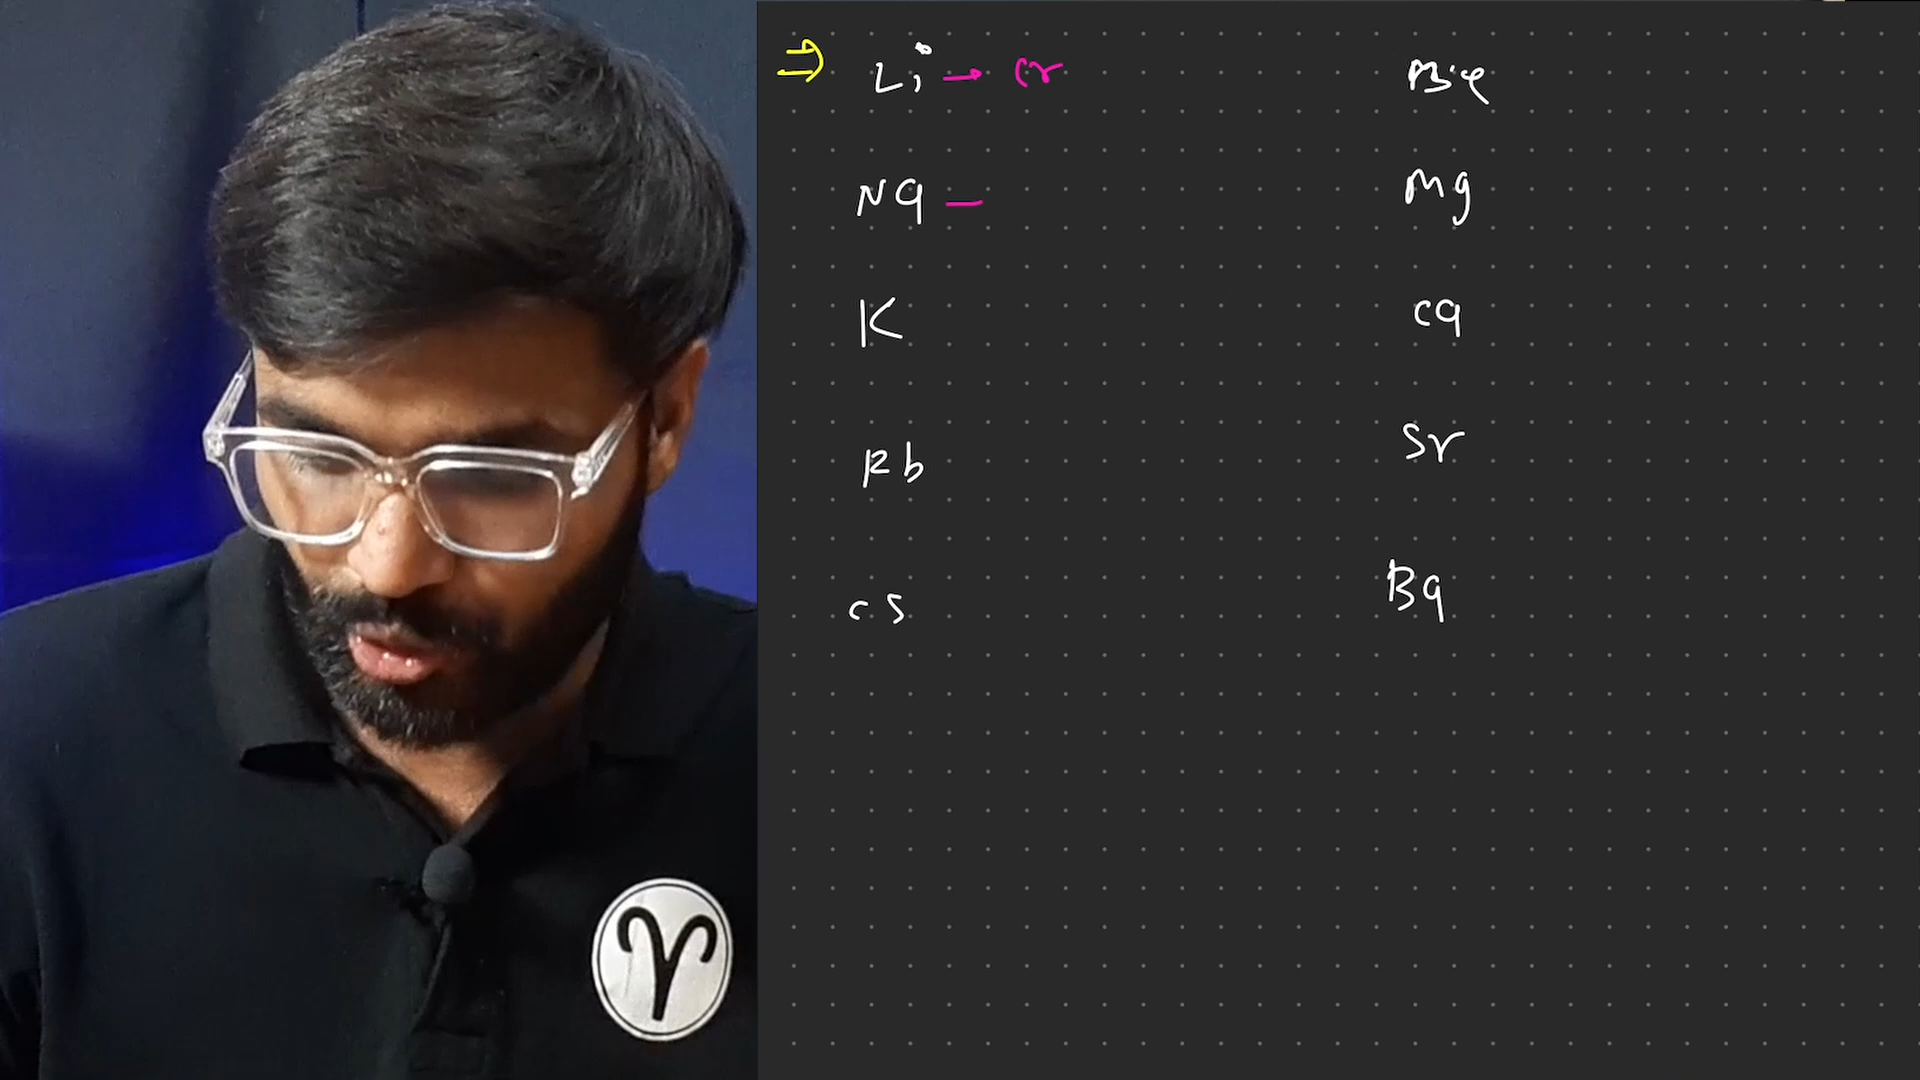 ⇒ Li → Cr Be
Na — Mg
K Ca
Rb Sr
Cs Ba